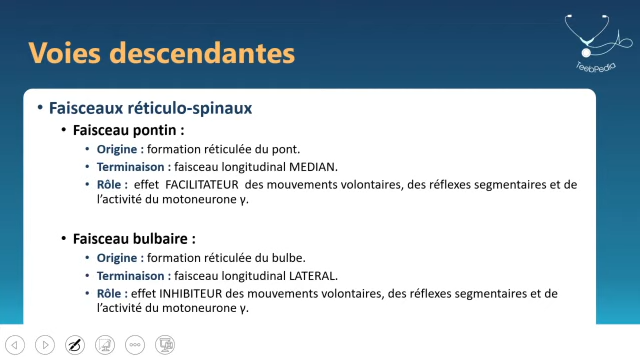 Voies descendantes
TeebPedia
• Faisceaux réticulo-spinaux
• Faisceau pontin :
• Origine : formation réticulée du pont.
• Terminaison : faisceau longitudinal MEDIAN.
• Rôle : effet FACILITATEUR des mouvements volontaires, des réflexes segmentaires et de
l’activité du motoneurone γ.
• Faisceau bulbaire :
• Origine : formation réticulée du bulbe.
• Terminaison : faisceau longitudinal LATERAL.
• Rôle : effet INHIBITEUR des mouvements volontaires, des réflexes segmentaires et de
l’activité du motoneurone γ.